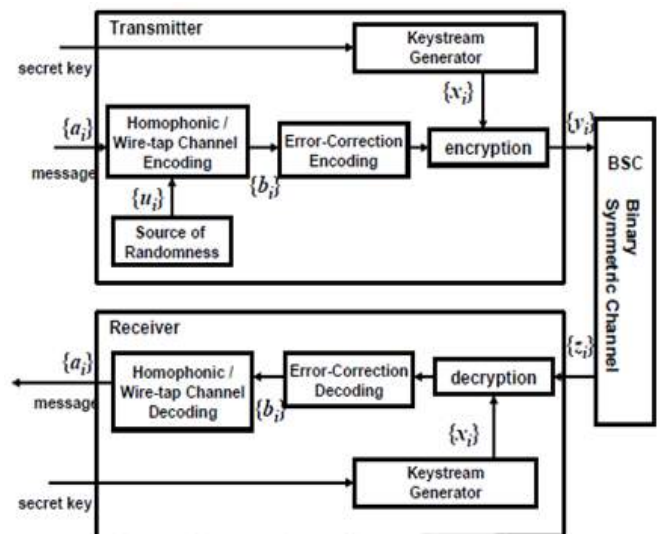 Transmitter
Keystream
Generator
secret key
{x_i}
{a_i}
Homophonic /
Wire-tap Channel
Encoding
Error-Correction
Encoding
encryption
{y_i}
message
{b_i}
{u_i}
Source of
Randomness
BSC
Binary
Symmetric Channel
Receiver
{a_i}
Homophonic /
Wire-tap Channel
Decoding
Error-Correction
Decoding
decryption
{z_i}
message
{b_i}
{x_i}
Keystream
Generator
secret key